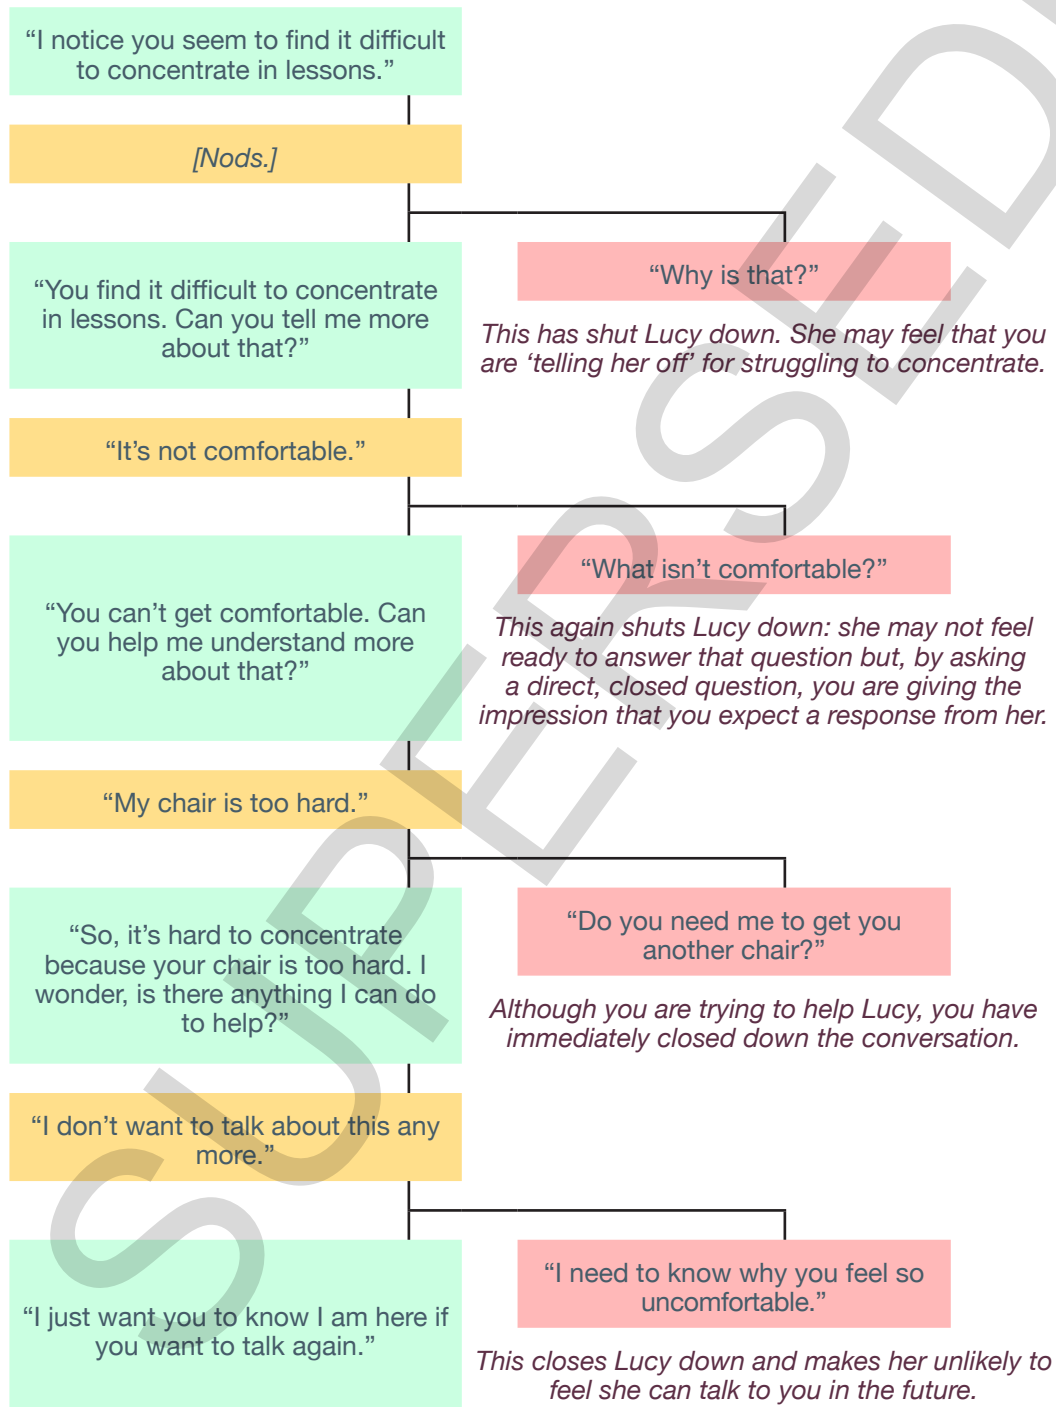 “I notice you seem to find it difficult
to concentrate in lessons.”
[Nods.]
“You find it difficult to concentrate
in lessons. Can you tell me more
about that?”
“Why is that?”
This has shut Lucy down. She may feel that you
are ‘telling her off’ for struggling to concentrate.
“It’s not comfortable.”
“You can’t get comfortable. Can
you help me understand more
about that?”
“What isn’t comfortable?”
This again shuts Lucy down: she may not feel
ready to answer that question but, by asking
a direct, closed question, you are giving the
impression that you expect a response from her.
“My chair is too hard.”
“So, it’s hard to concentrate
because your chair is too hard. I
wonder, is there anything I can do
to help?”
“Do you need me to get you
another chair?”
Although you are trying to help Lucy, you have
immediately closed down the conversation.
“I don’t want to talk about this any
more.”
“I just want you to know I am here if
you want to talk again.”
“I need to know why you feel so
uncomfortable.”
This closes Lucy down and makes her unlikely to
feel she can talk to you in the future.
SUPERSED